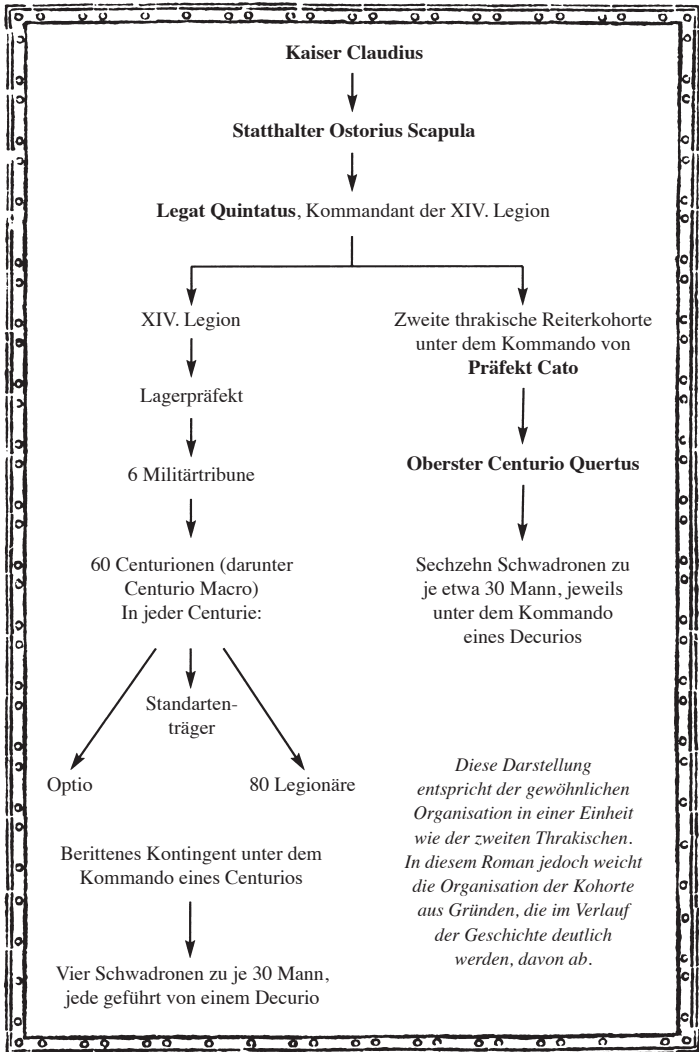 Kaiser Claudius
Statthalter Ostorius Scapula
Legat Quintatus, Kommandant der XIV. Legion
XIV. Legion
Lagerpräfekt
6 Militärtribune
60 Centurionen (darunter
Centurio Macro)
In jeder Centurie:
Standarten-
träger
Optio
80 Legionäre
Berittenes Kontingent unter dem
Kommando eines Centurios
Vier Schwadronen zu je 30 Mann,
jede geführt von einem Decurio
Zweite thrakische Reiterkohorte
unter dem Kommando von
Präfekt Cato
Oberster Centurio Quertus
Sechzehn Schwadronen zu
je etwa 30 Mann, jeweils
unter dem Kommando
eines Decurios
Diese Darstellung
entspricht der gewöhnlichen
Organisation in einer Einheit
wie der zweiten Thrakischen.
In diesem Roman jedoch weicht
die Organisation der Kohorte
aus Gründen, die im Verlauf
der Geschichte deutlich
werden, davon ab.